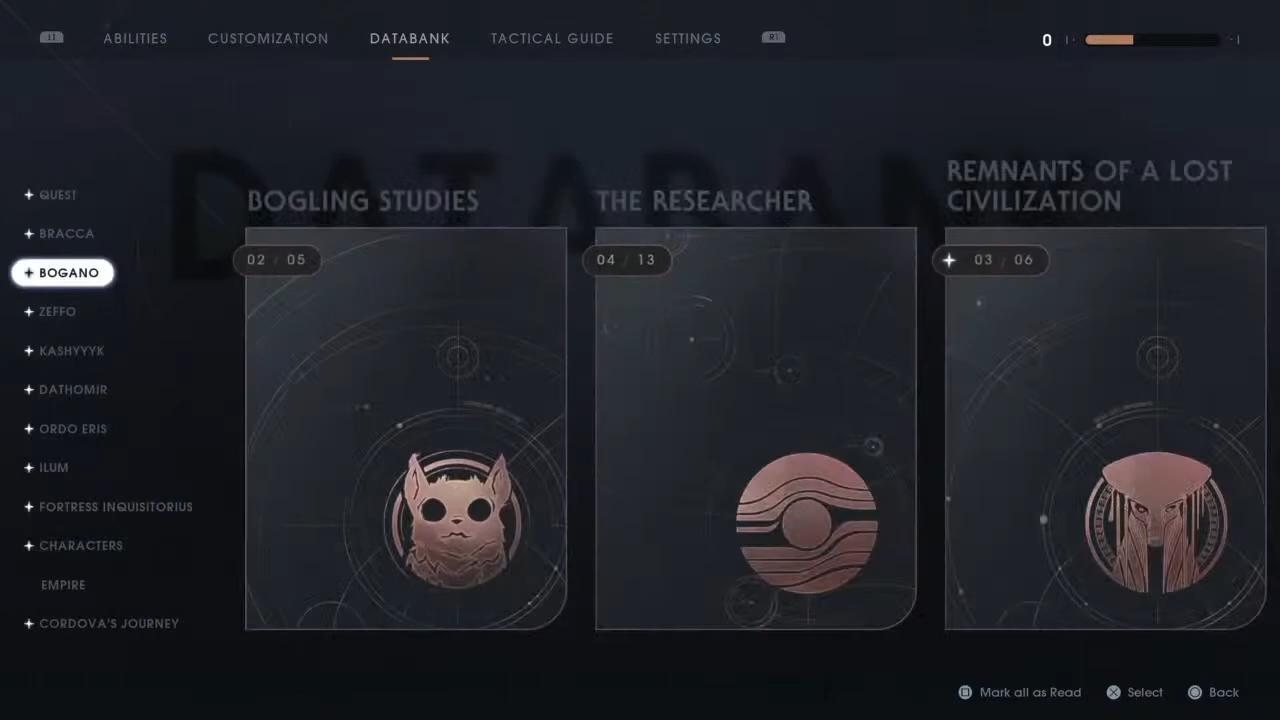 L1
ABILITIES
CUSTOMIZATION
DATABANK
TACTICAL GUIDE
SETTINGS
R1
0
DATABANK
QUEST
BRACCA
BOGANO
ZEFFO
KASHYYYK
DATHOMIR
ORDO ERIS
ILUM
FORTRESS INQUISITORIUS
CHARACTERS
EMPIRE
CORDOVA'S JOURNEY
BOGLING STUDIES
02 / 05
THE RESEARCHER
04 / 13
REMNANTS OF A LOST
CIVILIZATION
03 / 06
Mark all as Read
Select
Back